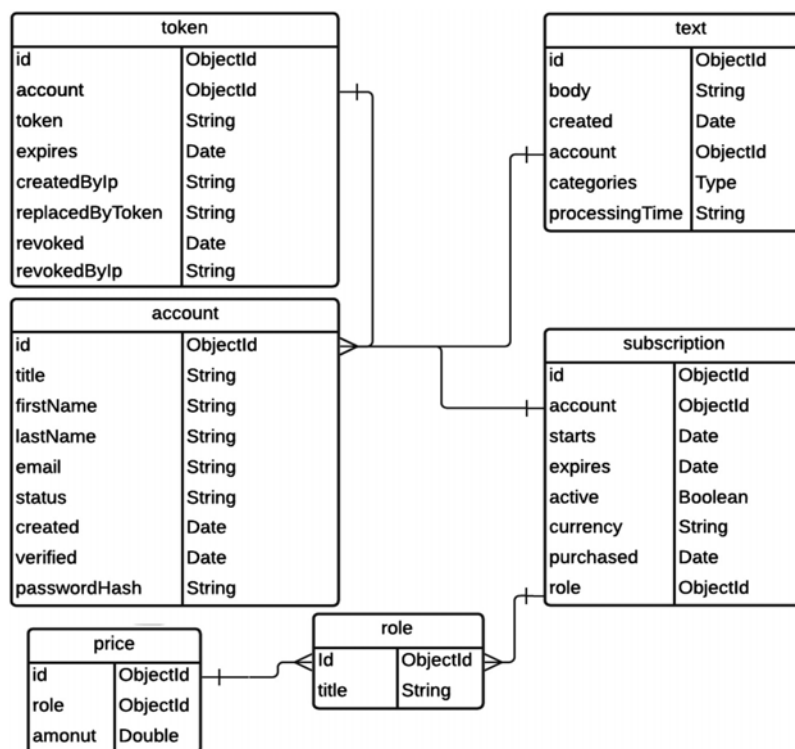 token
id ObjectId
account ObjectId
token String
expires Date
createdByIp String
replacedByToken String
revoked Date
revokedByIp String
account
id ObjectId
title String
firstName String
lastName String
email String
status String
created Date
verified Date
passwordHash String
text
id ObjectId
body String
created Date
account ObjectId
categories Type
processingTime String
subscription
id ObjectId
account ObjectId
starts Date
expires Date
active Boolean
currency String
purchased Date
role ObjectId
price
id ObjectId
role ObjectId
amonut Double
role
Id ObjectId
title String